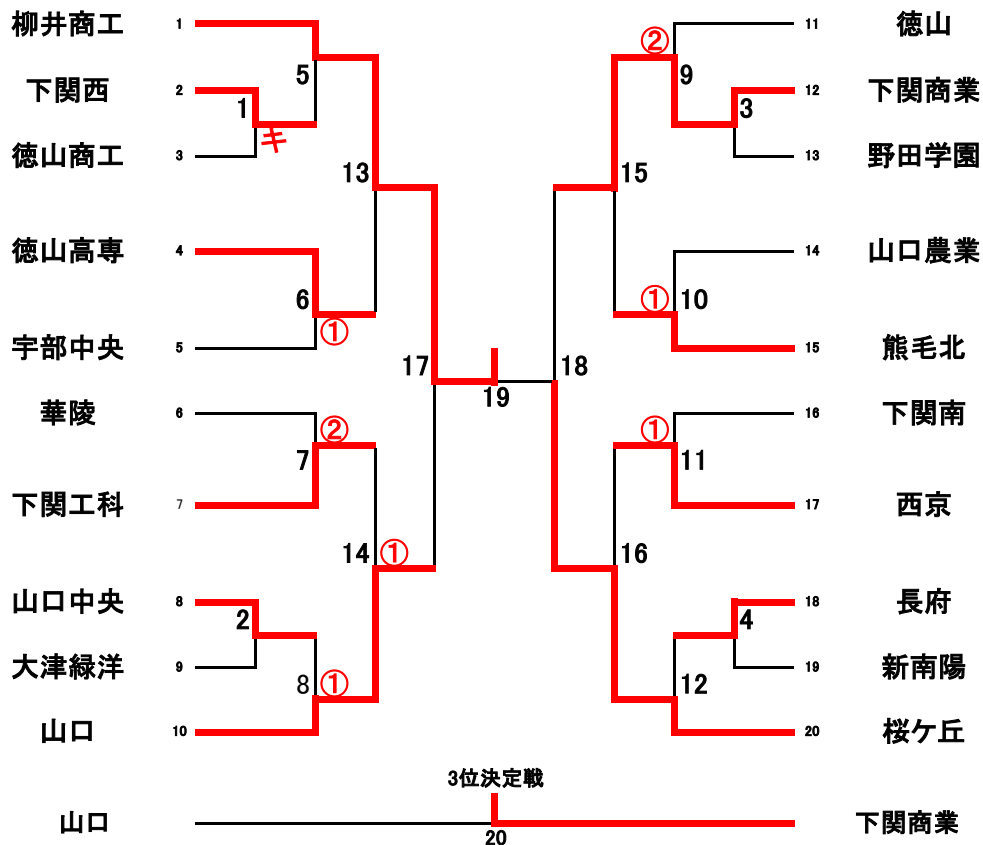 柳井商工 1
下関西 2
徳山商工 3
徳山高専 4
宇部中央 5
華陵 6
下関工科 7
山口中央 8
大津緑洋 9
山口 10
5
1
キ
13
6
①
17
7
②
14
①
2
8
①
19
11 徳山
12 下関商業
13 野田学園
14 山口農業
15 熊毛北
16 下関南
17 西京
18 長府
19 新南陽
20 桜ケ丘
②
9
3
15
①
10
18
①
11
16
4
12
3位決定戦
山口
20
下関商業